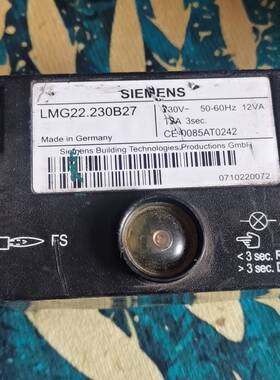 SIEMENS
LMG22.230B27
230V~ 50-60Hz 12VA
3sec.
Made in Germany
CE-0085AT0242
Siemens Building Technologies,Productions GmbH
0710220072
FS
< 3 sec. R
> 3 sec. D